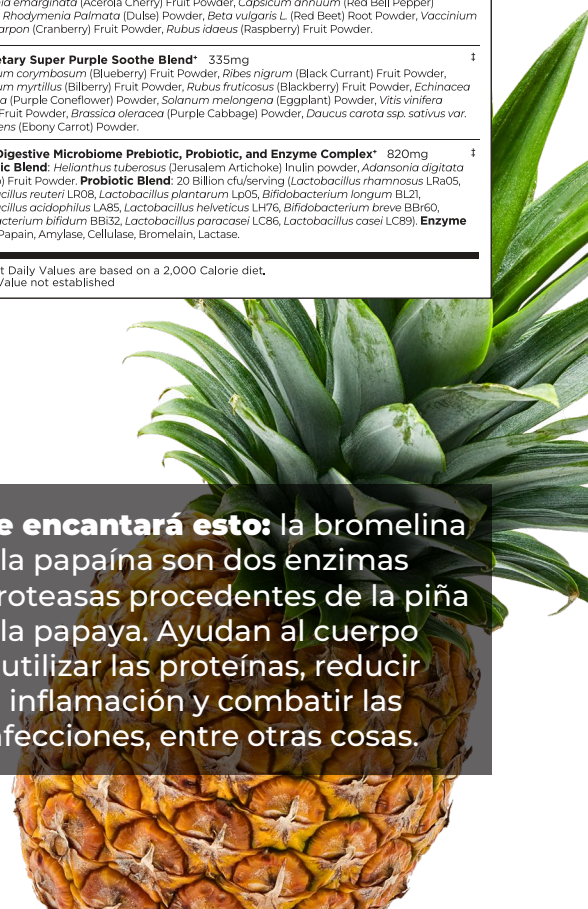 emarginata (Acerola Cherry) Fruit Powder, Capsicum annuum (Red Bell Pepper)
Rhodymenia Palmata (Dulse) Powder, Beta vulgaris L. (Red Beet) Root Powder, Vaccinium
arpon (Cranberry) Fruit Powder, Rubus idaeus (Raspberry) Fruit Powder.
etary Super Purple Soothe Blend⁺ 335mg ‡
um corymbosum (Blueberry) Fruit Powder, Ribes nigrum (Black Currant) Fruit Powder,
um myrtillus (Bilberry) Fruit Powder, Rubus fruticosus (Blackberry) Fruit Powder, Echinacea
a (Purple Coneflower) Powder, Solanum melongena (Eggplant) Powder, Vitis vinifera
Fruit Powder, Brassica oleracea (Purple Cabbage) Powder, Daucus carota ssp. sativus var.
ens (Ebony Carrot) Powder.
Digestive Microbiome Prebiotic, Probiotic, and Enzyme Complex⁺ 820mg ‡
ic Blend: Helianthus tuberosus (Jerusalem Artichoke) Inulin powder, Adansonia digitata
) Fruit Powder. Probiotic Blend: 20 Billion cfu/serving (Lactobacillus rhamnosus LRa05,
acillus reuteri LR08, Lactobacillus plantarum Lp05, Bifidobacterium longum BL21,
acillus acidophilus LA85, Lactobacillus helveticus LH76, Bifidobacterium breve BBr60,
acterium bifidum BBi32, Lactobacillus paracasei LC86, Lactobacillus casei LC89). Enzyme
Papain, Amylase, Cellulase, Bromelain, Lactase.
t Daily Values are based on a 2,000 Calorie diet.
Value not established
e encantará esto: la bromelina
la papaína son dos enzimas
roteasas procedentes de la piña
la papaya. Ayudan al cuerpo
utilizar las proteínas, reducir
inflamación y combatir las
nfecciones, entre otras cosas.